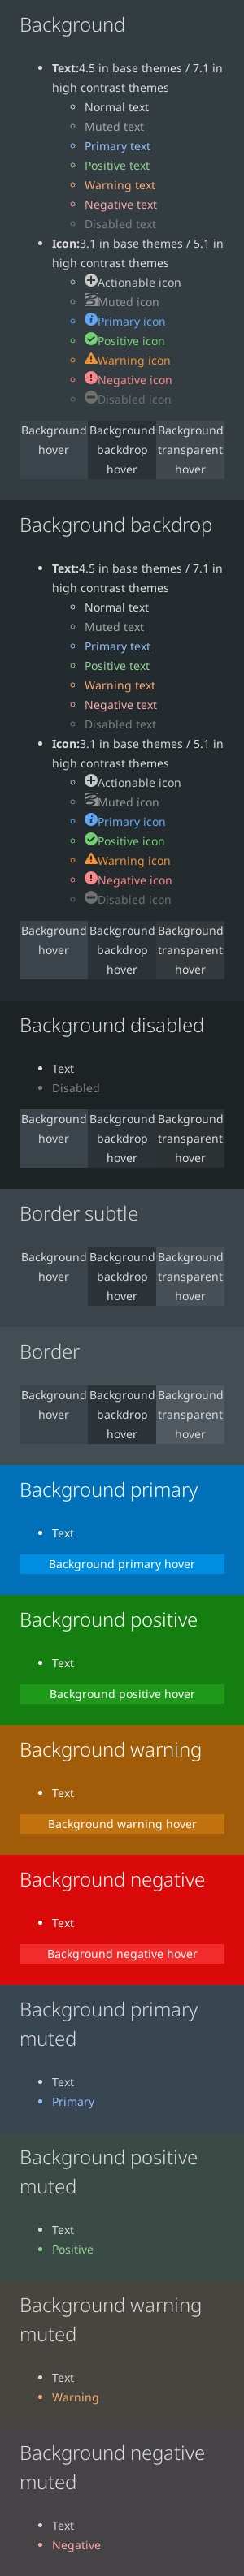 Background
Text:4.5 in base themes / 7.1 in
high contrast themes
Normal text
Muted text
Primary text
Positive text
Warning text
Negative text
Disabled text
Icon:3.1 in base themes / 5.1 in
high contrast themes
Actionable icon
Muted icon
Primary icon
Positive icon
Warning icon
Negative icon
Disabled icon
Background Background Background
hover backdrop transparent
hover hover
Background backdrop
Text:4.5 in base themes / 7.1 in
high contrast themes
Normal text
Muted text
Primary text
Positive text
Warning text
Negative text
Disabled text
Icon:3.1 in base themes / 5.1 in
high contrast themes
Actionable icon
Muted icon
Primary icon
Positive icon
Warning icon
Negative icon
Disabled icon
Background Background Background
hover backdrop transparent
hover hover
Background disabled
Text
Disabled
Background Background Background
hover backdrop transparent
hover hover
Border subtle
Background Background Background
hover backdrop transparent
hover hover
Border
Background Background Background
hover backdrop transparent
hover hover
Background primary
Text
Background primary hover
Background positive
Text
Background positive hover
Background warning
Text
Background warning hover
Background negative
Text
Background negative hover
Background primary
muted
Text
Primary
Background positive
muted
Text
Positive
Background warning
muted
Text
Warning
Background negative
muted
Text
Negative